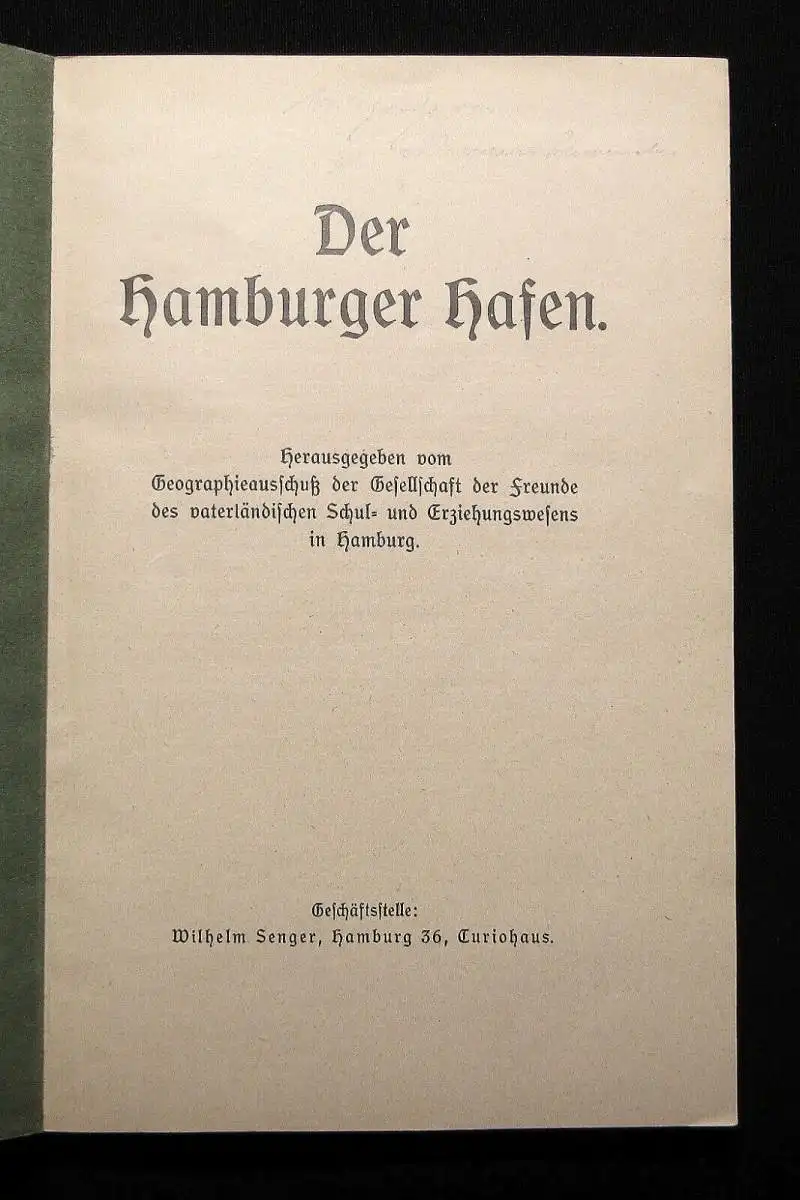 Der
Hamburger Hafen.
Herausgegeben vom
Geographieausschuß der Gesellschaft der Freunde
des vaterländischen Schul- und Erziehungswesens
in Hamburg.
Geschäftsstelle:
Wilhelm Senger, Hamburg 36, Curiohaus.